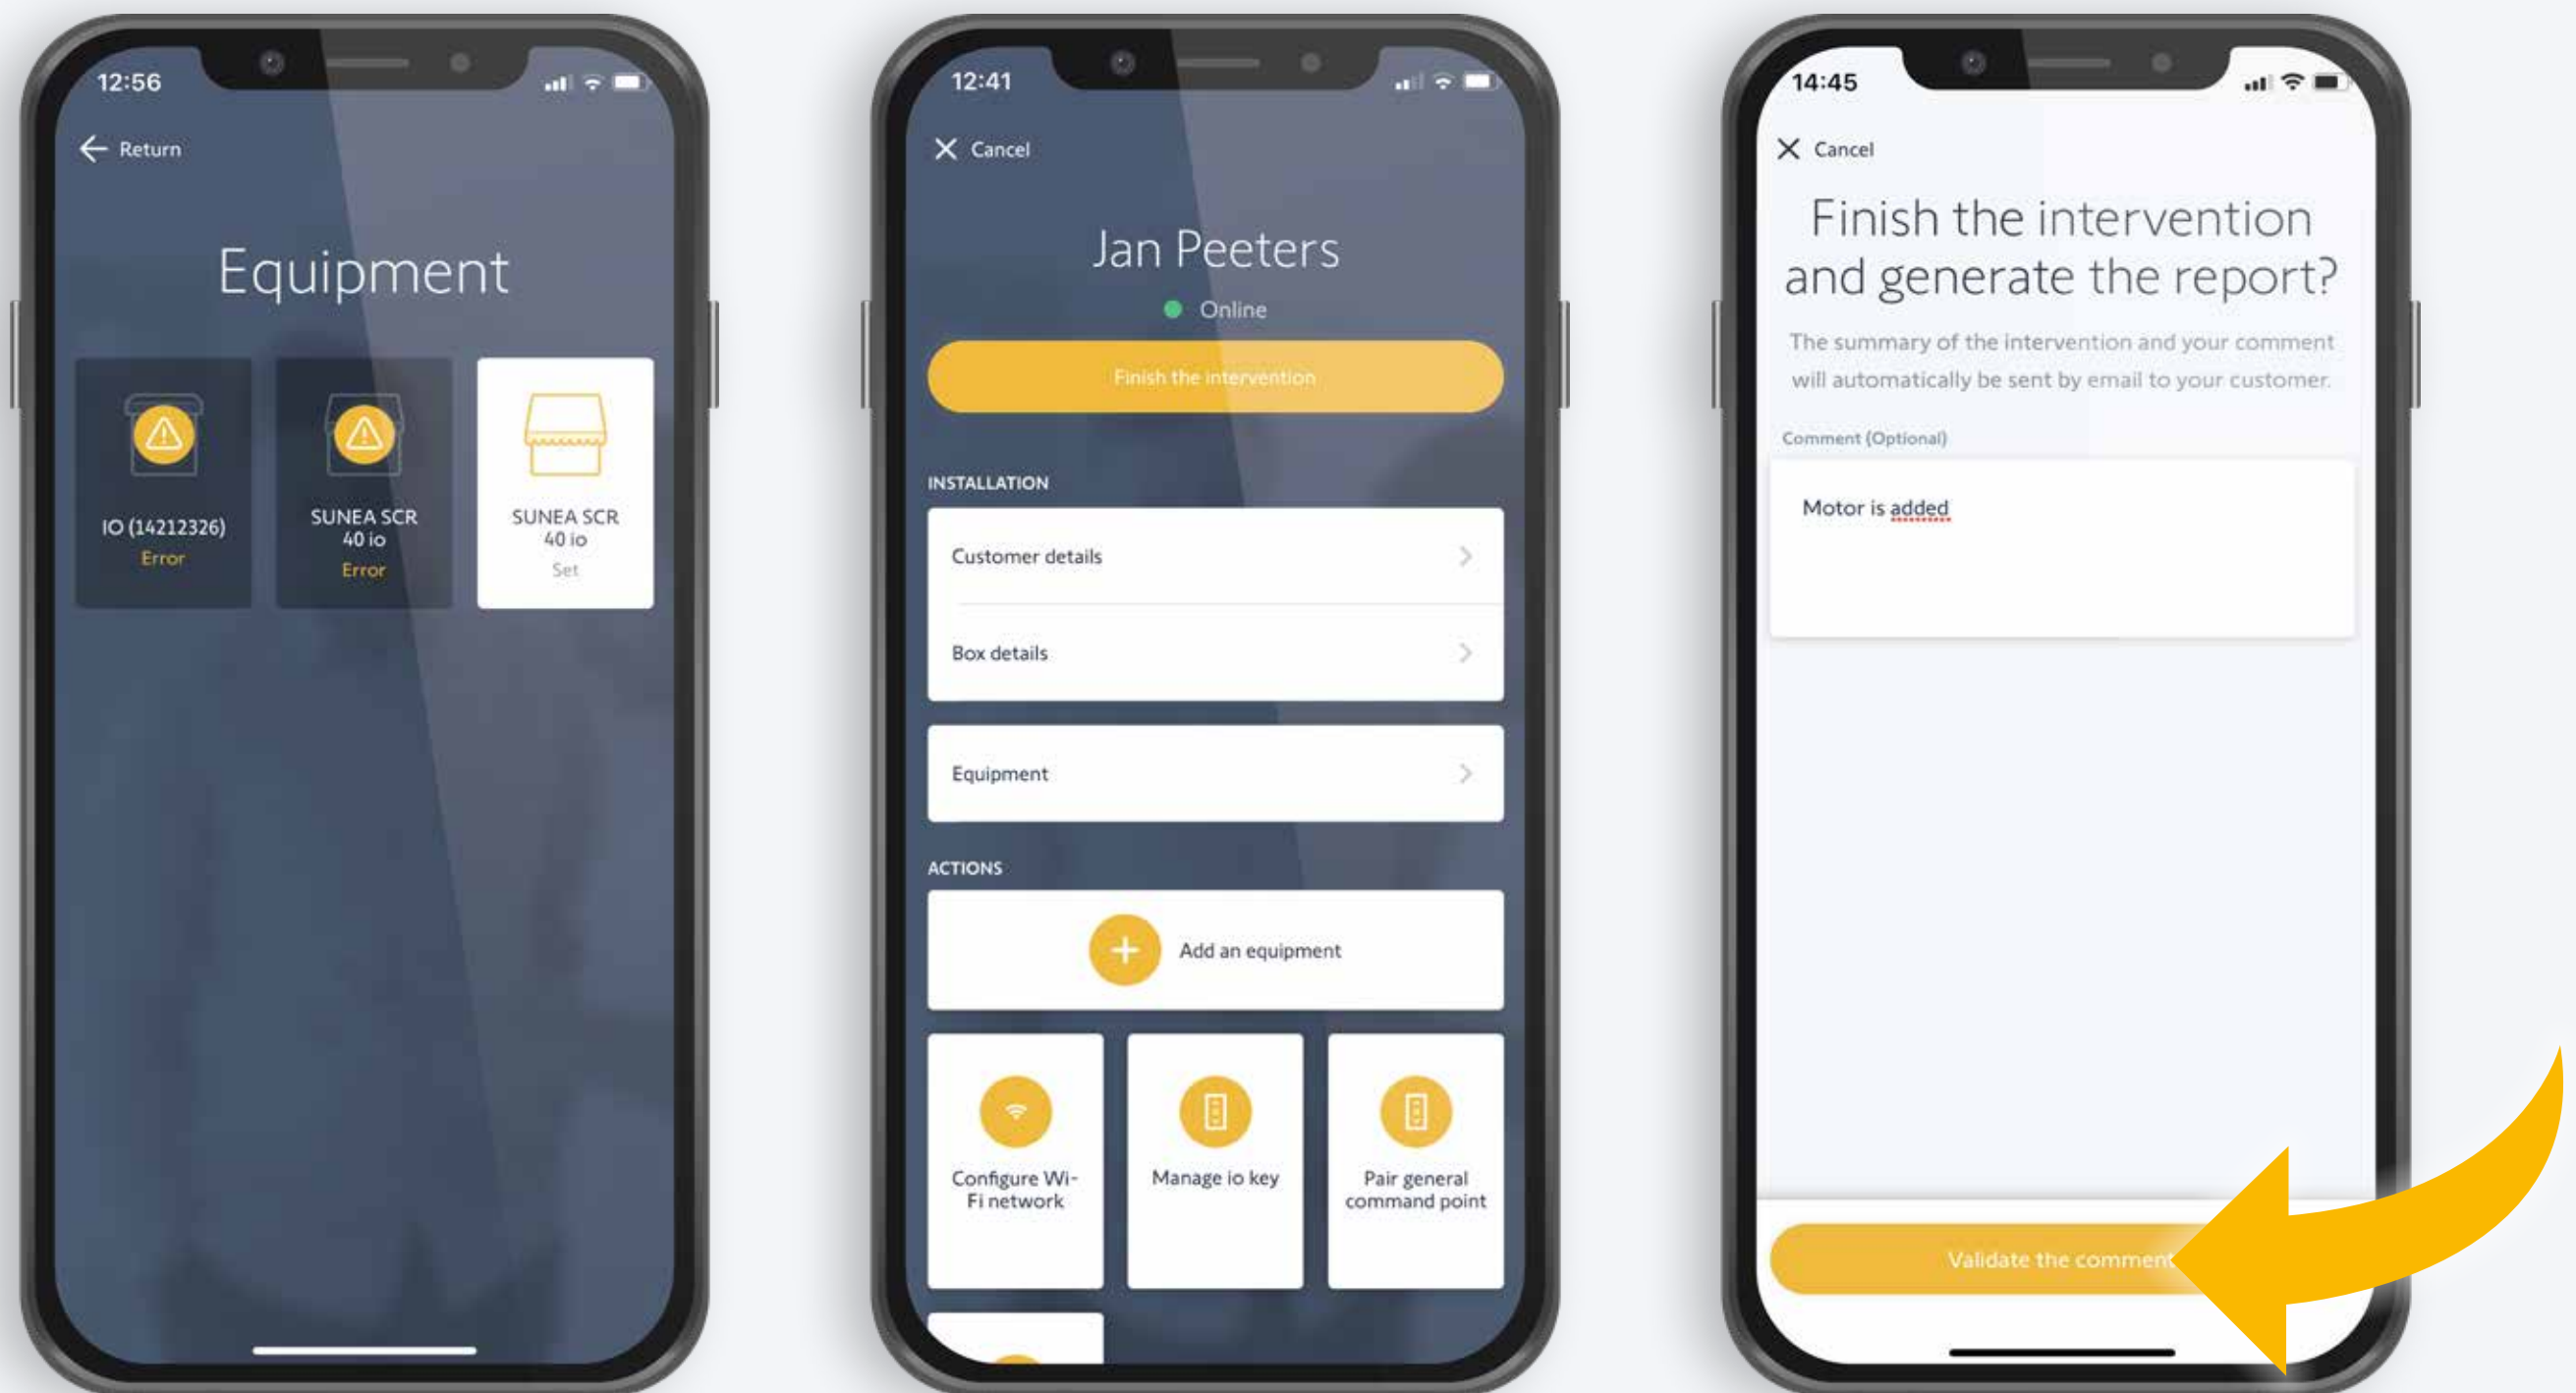 12:56
Return
Equipment
IO (14212326)
Error
SUNEA SCR
40 io
Error
SUNEA SCR
40 io
Set
12:41
Cancel
Jan Peeters
Online
Finish the intervention
INSTALLATION
Customer details
Box details
Equipment
ACTIONS
Add an equipment
Configure Wi-
Fi network
Manage io key
Pair general
command point
14:45
Cancel
Finish the intervention
and generate the report?
The summary of the intervention and your comment
will automatically be sent by email to your customer.
Comment (Optional)
Motor is added
Validate the comment